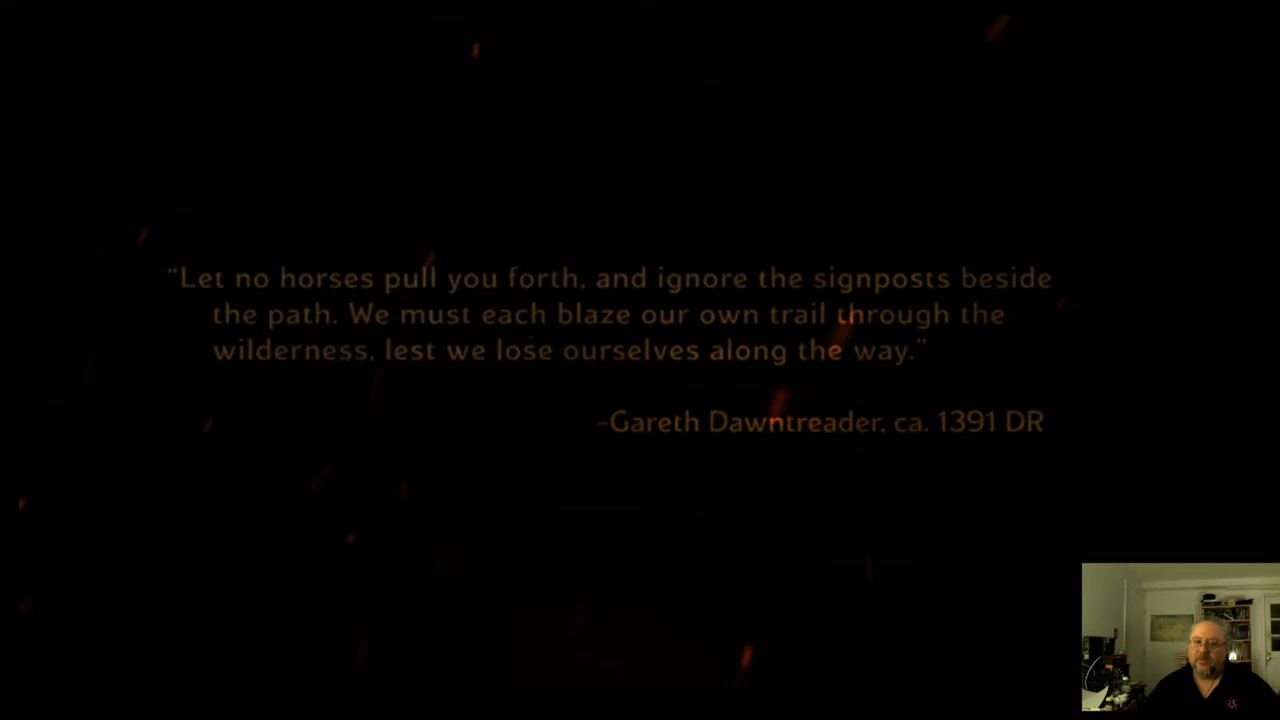 “Let no horses pull you forth, and ignore the signposts beside
the path. We must each blaze our own trail through the
wilderness, lest we lose ourselves along the way.”
-Gareth Dawntreader, ca. 1391 DR